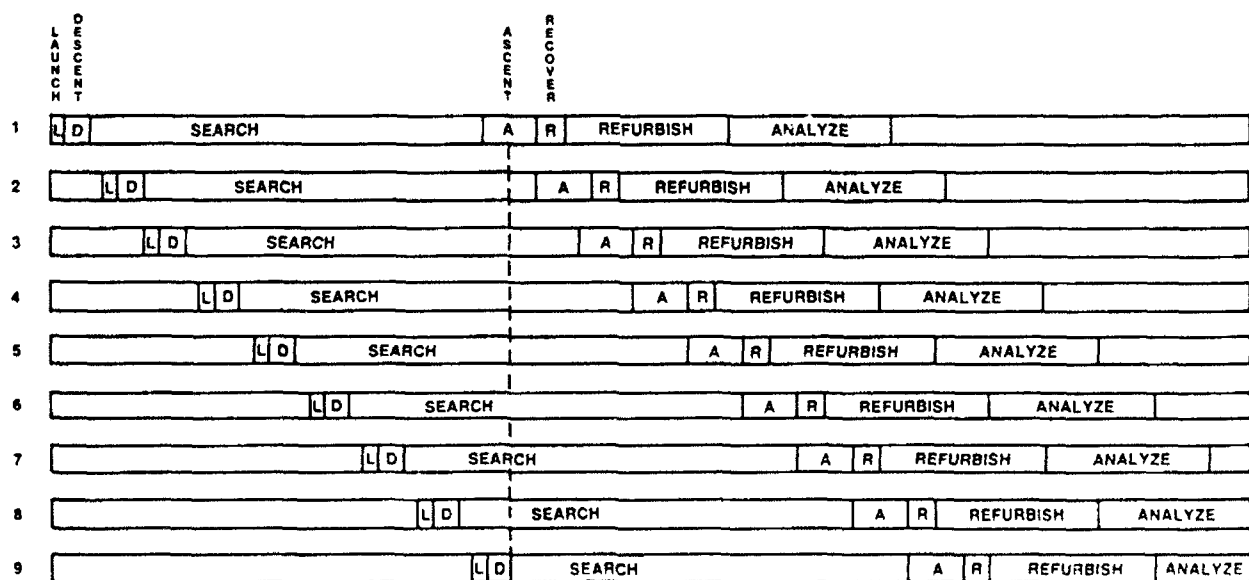 LAUNCH DESCENT ASCENT RECOVER
1 L D SEARCH A R REFURBISH ANALYZE
2 L D SEARCH A R REFURBISH ANALYZE
3 L D SEARCH A R REFURBISH ANALYZE
4 L D SEARCH A R REFURBISH ANALYZE
5 L D SEARCH A R REFURBISH ANALYZE
6 L D SEARCH A R REFURBISH ANALYZE
7 L D SEARCH A R REFURBISH ANALYZE
8 L D SEARCH A R REFURBISH ANALYZE
9 L D SEARCH A R REFURBISH ANALYZE